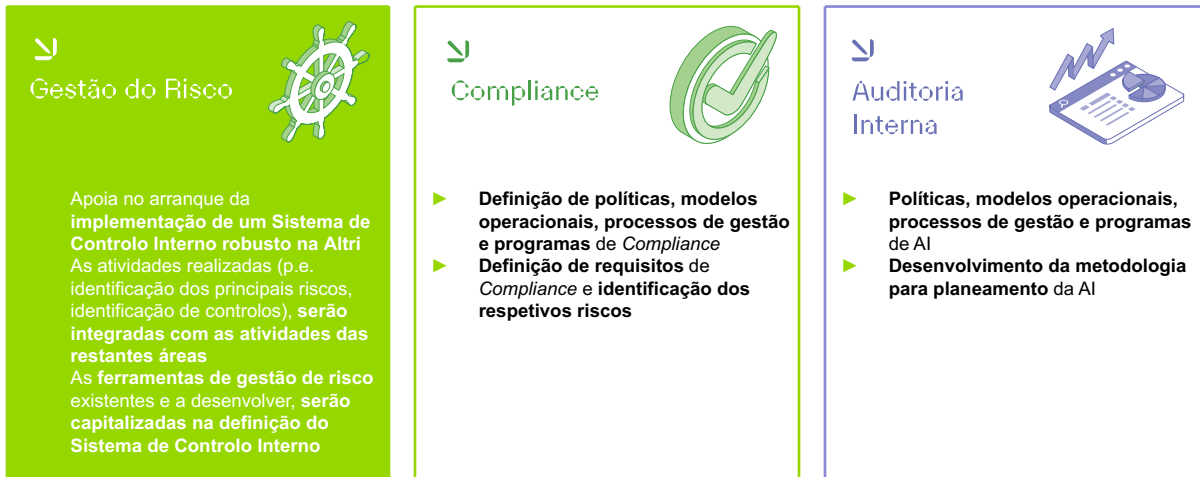 Gestão do Risco
Apoia no arranque da
implementação de um Sistema de
Controlo Interno robusto na Altri
As atividades realizadas (p.e.
identificação dos principais riscos,
identificação de controlos), serão
integradas com as atividades das
restantes áreas
As ferramentas de gestão de risco
existentes e a desenvolver, serão
capitalizadas na definição do
Sistema de Controlo Interno
Compliance
► Definição de políticas, modelos
operacionais, processos de gestão
e programas de Compliance
► Definição de requisitos de
Compliance e identificação dos
respetivos riscos
Auditoria
Interna
► Políticas, modelos operacionais,
processos de gestão e programas
de AI
► Desenvolvimento da metodologia
para planeamento da AI